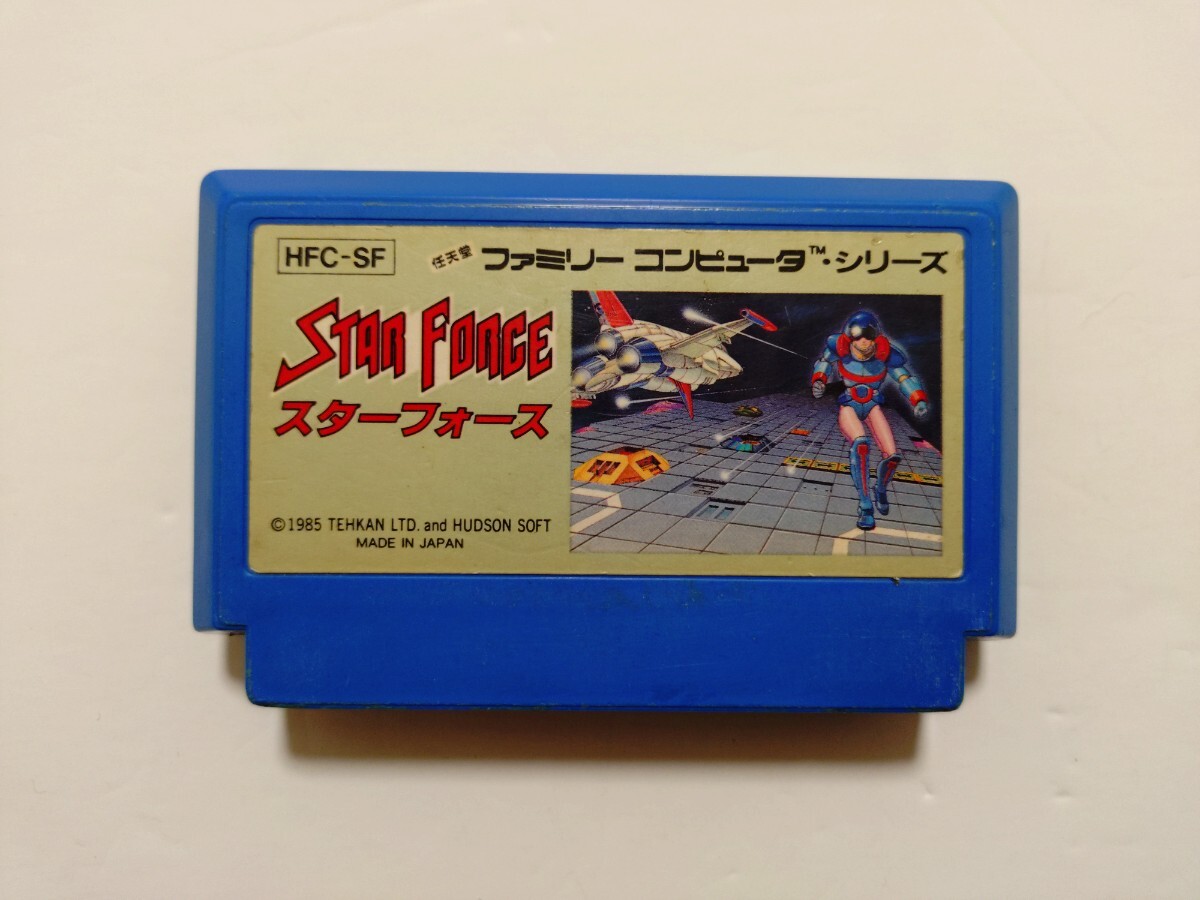 HFC-SF
任天堂 ファミリー コンピュータ™・シリーズ
STAR FORCE
スターフォース
©1985 TEHKAN LTD. and HUDSON SOFT
MADE IN JAPAN